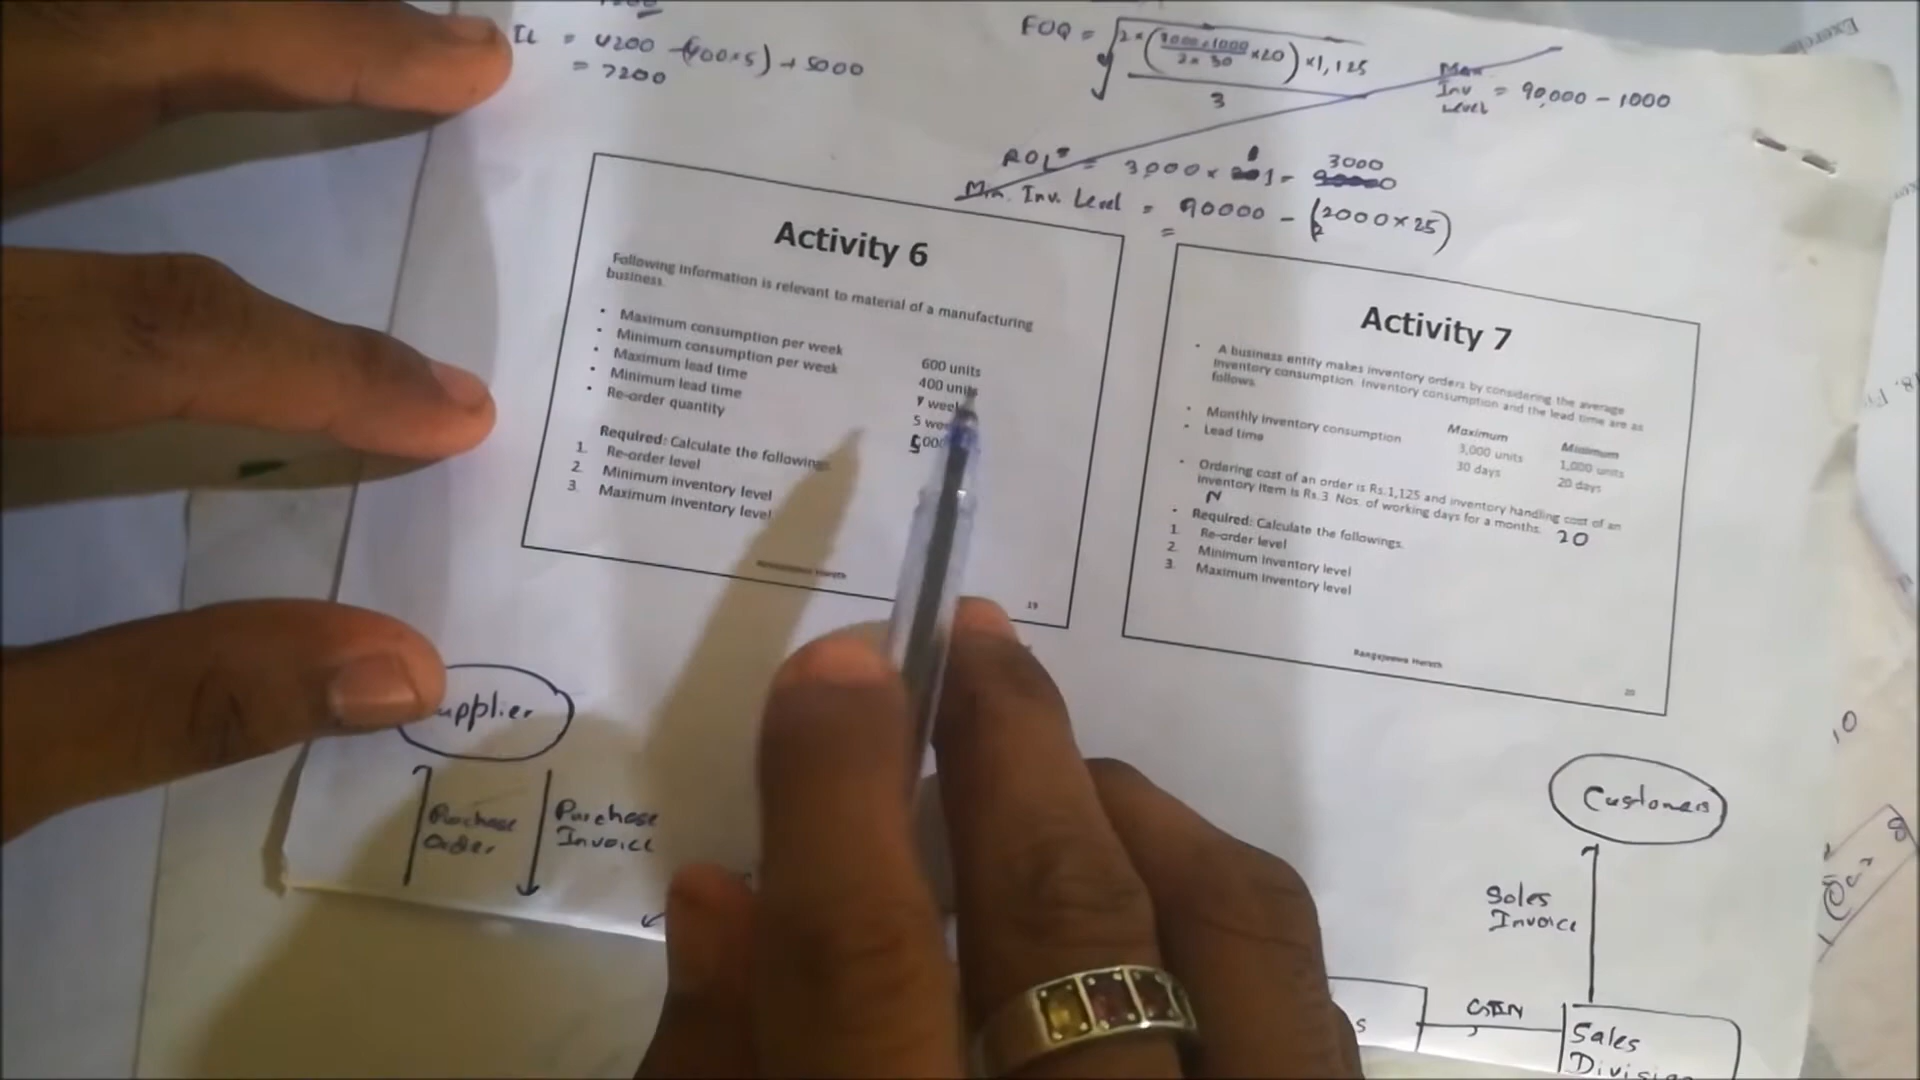 IL = 4200 - (400×5) + 5000
= 7200
EOQ = √ 2×(3000+1000 / 2×30 ×20)×1,125
3
Max
Inv = 90,000 - 1000
Level
ROL = 3,000 × 1 = 3000
Min. Inv. Level = 90000 - (2000×25)
=
Activity 6
Following information is relevant to material of a manufacturing
business.
• Maximum consumption per week 600 units
• Minimum consumption per week 400 units
• Maximum lead time
• Minimum lead time 5
• Re-order quantity
Required: Calculate the followings
1. Re-order level
2. Minimum inventory level
3. Maximum inventory level
19
Activity 7
• A business entity makes inventory orders by considering the average
inventory consumption. Inventory consumption and the lead time are as
follows.
Maximum Minimum
• Monthly inventory consumption 3,000 units 1,000 units
• Lead time 30 days 20 days
• Ordering cost of an order is Rs.1,125 and inventory handling cost of an
inventory item is Rs.3. Nos. of working days for a months. 20
N
• Required: Calculate the followings.
1. Re-order level
2. Minimum inventory level
3. Maximum inventory level
20
upplier
Purchase
Order
Purchase
Invoice
Customers
Sales
Invoice
s
Sales
10